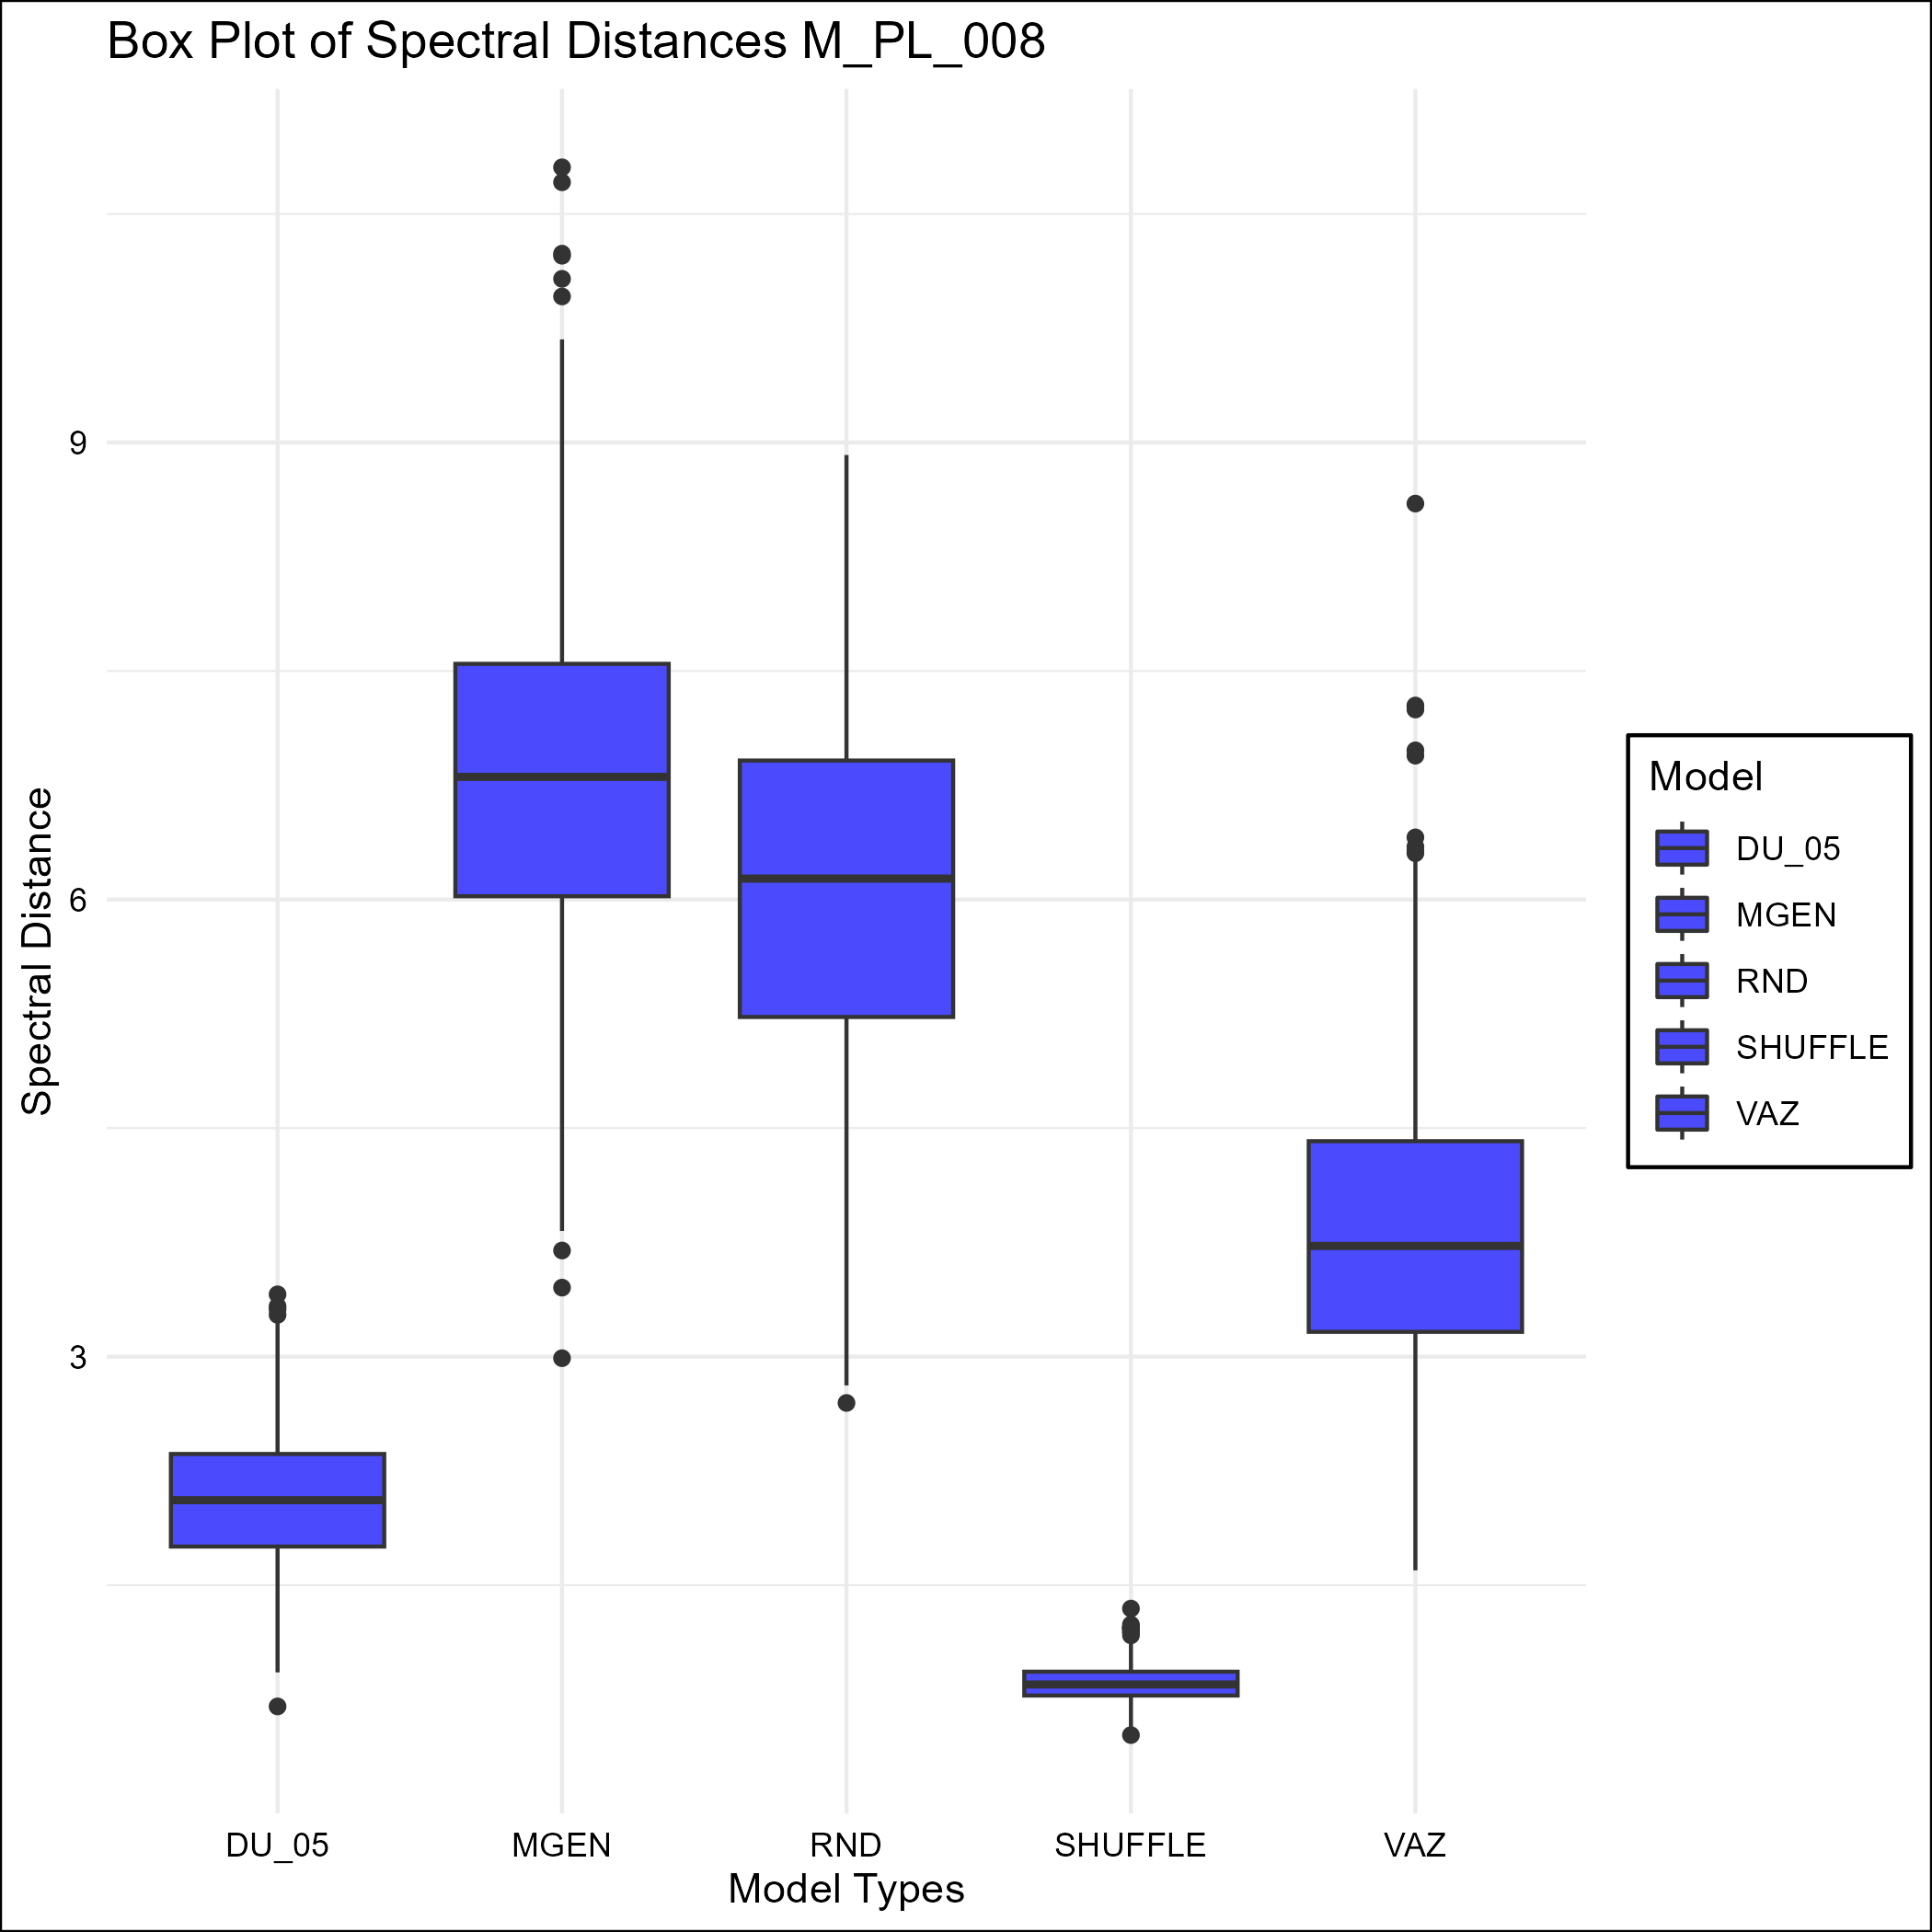 Box Plot of Spectral Distances M_PL_008
Spectral Distance
9
6
3
DU_05
MGEN
RND
SHUFFLE
VAZ
Model Types
Model
DU_05
MGEN
RND
SHUFFLE
VAZ